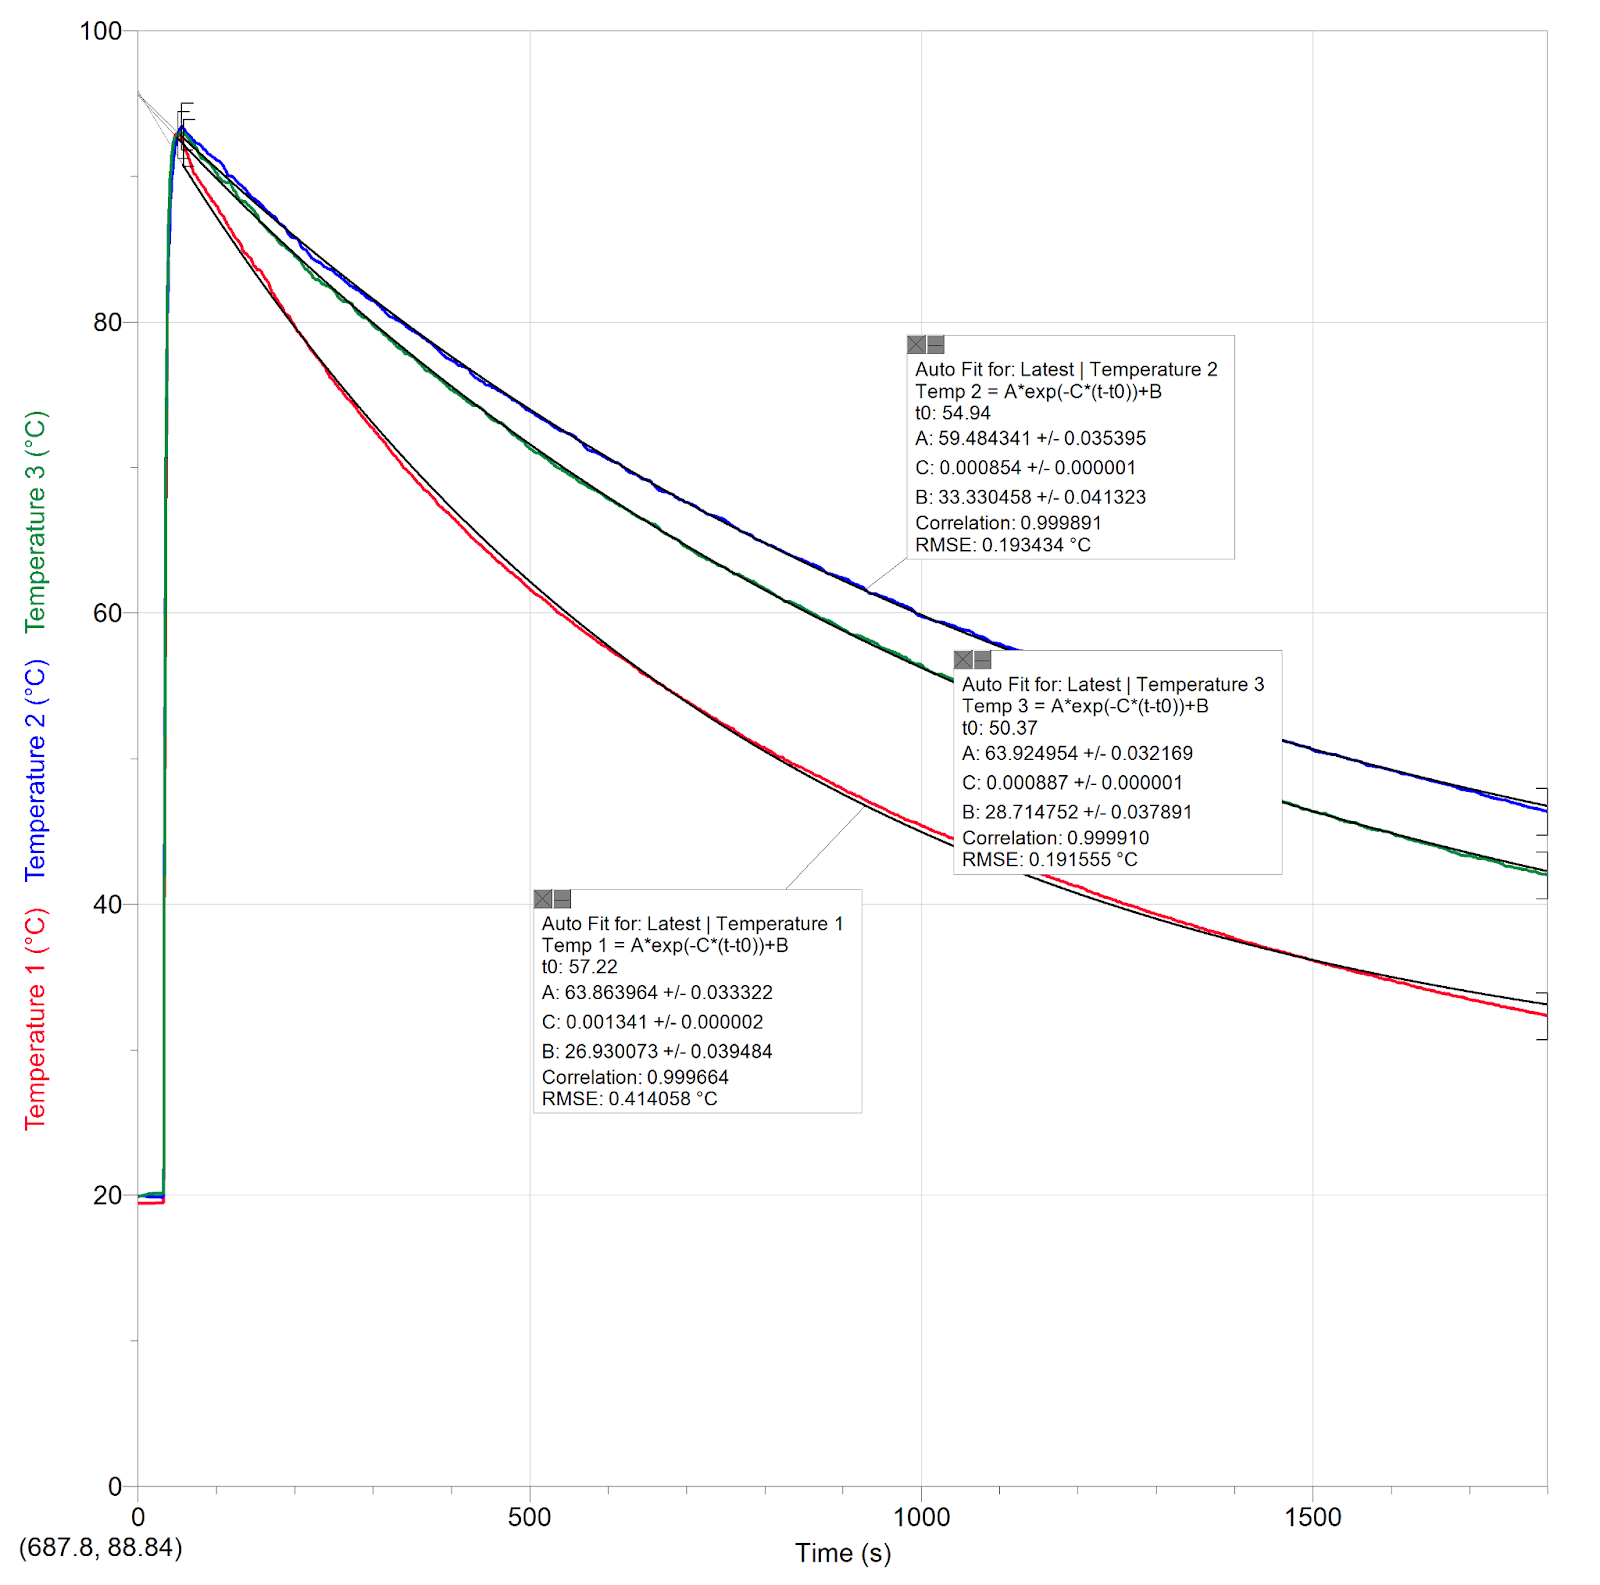 100
80
60
40
20
0
0
500
1000
1500
Time (s)
(687.8, 88.84)
Temperature 1 (°C)
Temperature 2 (°C)
Temperature 3 (°C)
Auto Fit for: Latest | Temperature 2
Temp 2 = A*exp(-C*(t-t0))+B
t0: 54.94
A: 59.484341 +/- 0.035395
C: 0.000854 +/- 0.000001
B: 33.330458 +/- 0.041323
Correlation: 0.999891
RMSE: 0.193434 °C
Auto Fit for: Latest | Temperature 3
Temp 3 = A*exp(-C*(t-t0))+B
t0: 50.37
A: 63.924954 +/- 0.032169
C: 0.000887 +/- 0.000001
B: 28.714752 +/- 0.037891
Correlation: 0.999910
RMSE: 0.191555 °C
Auto Fit for: Latest | Temperature 1
Temp 1 = A*exp(-C*(t-t0))+B
t0: 57.22
A: 63.863964 +/- 0.033322
C: 0.001341 +/- 0.000002
B: 26.930073 +/- 0.039484
Correlation: 0.999664
RMSE: 0.414058 °C